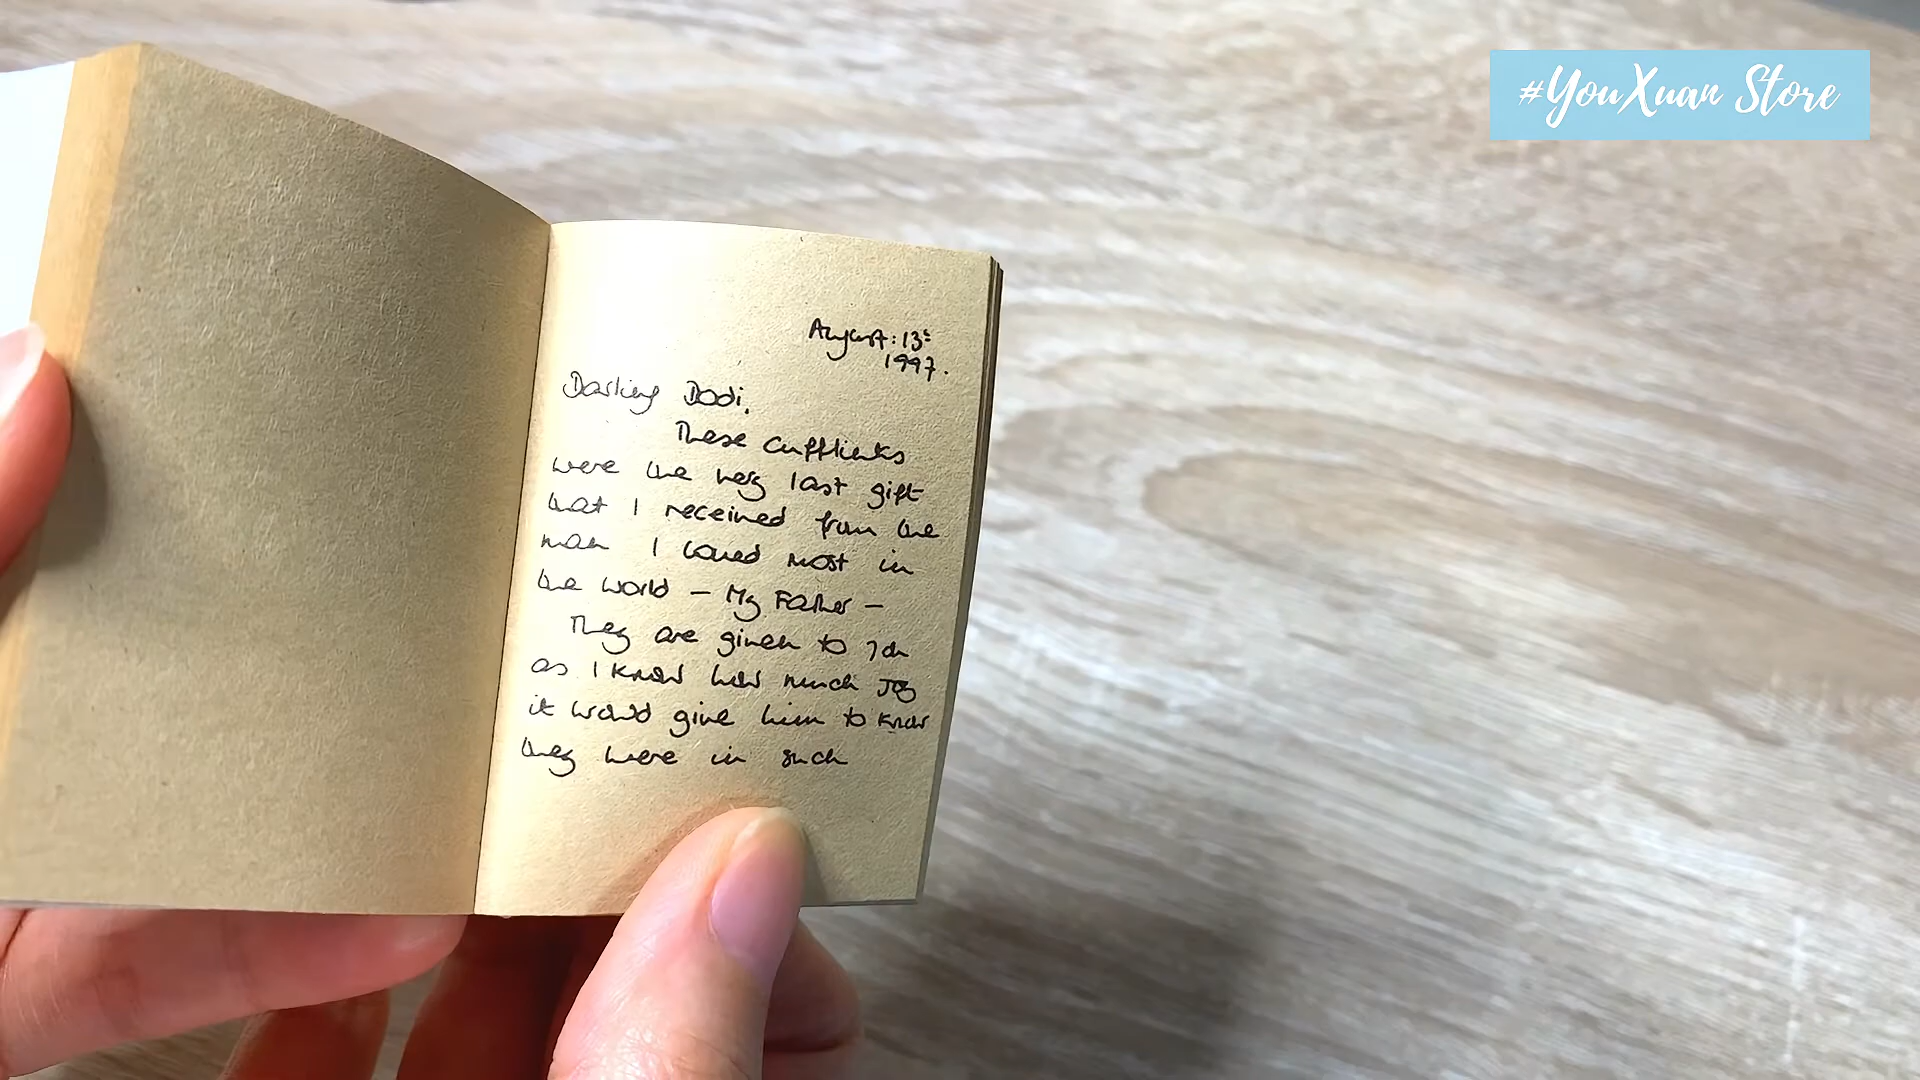 #YouXuan Store
August: 13th
1997.
Darling Dodi,
These cufflinks
were the very last gift
that I received from the
man I loved most in
the world – My Father –
They are given to you
as I know how much joy
it would give him to know
they were in such